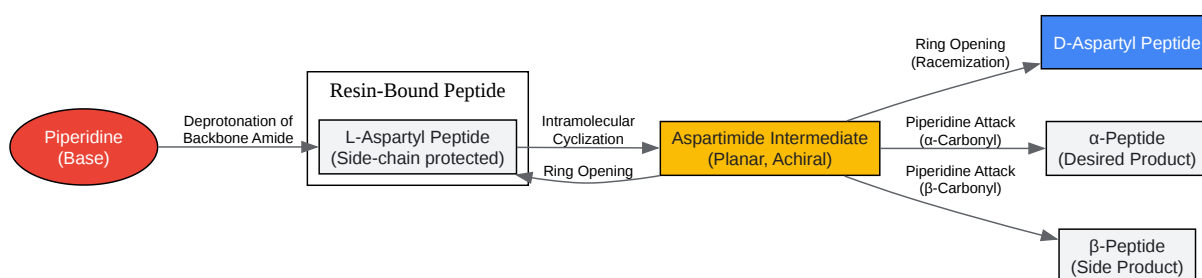 Piperidine
(Base)
Deprotonation of
Backbone Amide
Resin-Bound Peptide
L-Aspartyl Peptide
(Side-chain protected)
Intramolecular
Cyclization
Ring Opening
Aspartimide Intermediate
(Planar, Achiral)
Ring Opening
(Racemization)
D-Aspartyl Peptide
Piperidine Attack
(α-Carbonyl)
α-Peptide
(Desired Product)
Piperidine Attack
(β-Carbonyl)
β-Peptide
(Side Product)